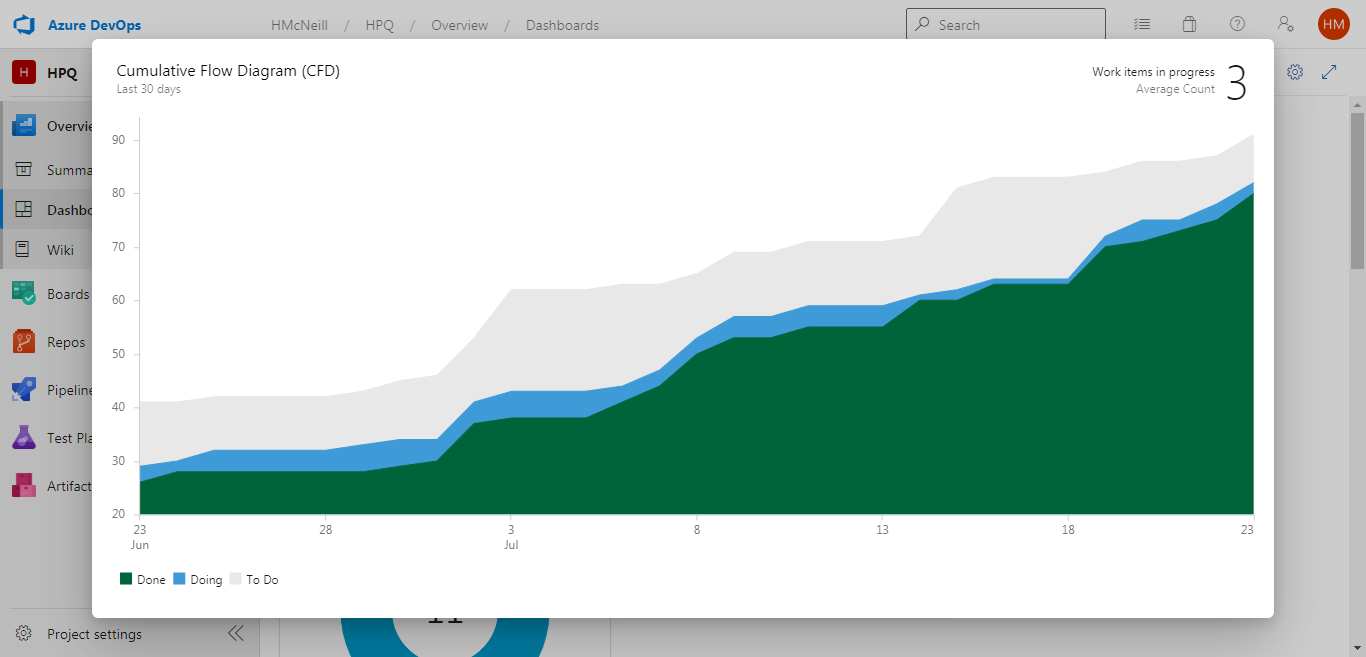 Azure DevOps
HMcNeill / HPQ / Overview / Dashboards
Search
HM
H HPQ
Overvie
Summa
Dashbo
Wiki
Boards
Repos
Pipeline
Test Pla
Artifact
Project settings
Cumulative Flow Diagram (CFD)
Last 30 days
Work items in progress
Average Count
3
90
80
70
60
50
40
30
20
23 28 3 8 13 18 23
Jun Jul
Done Doing To Do